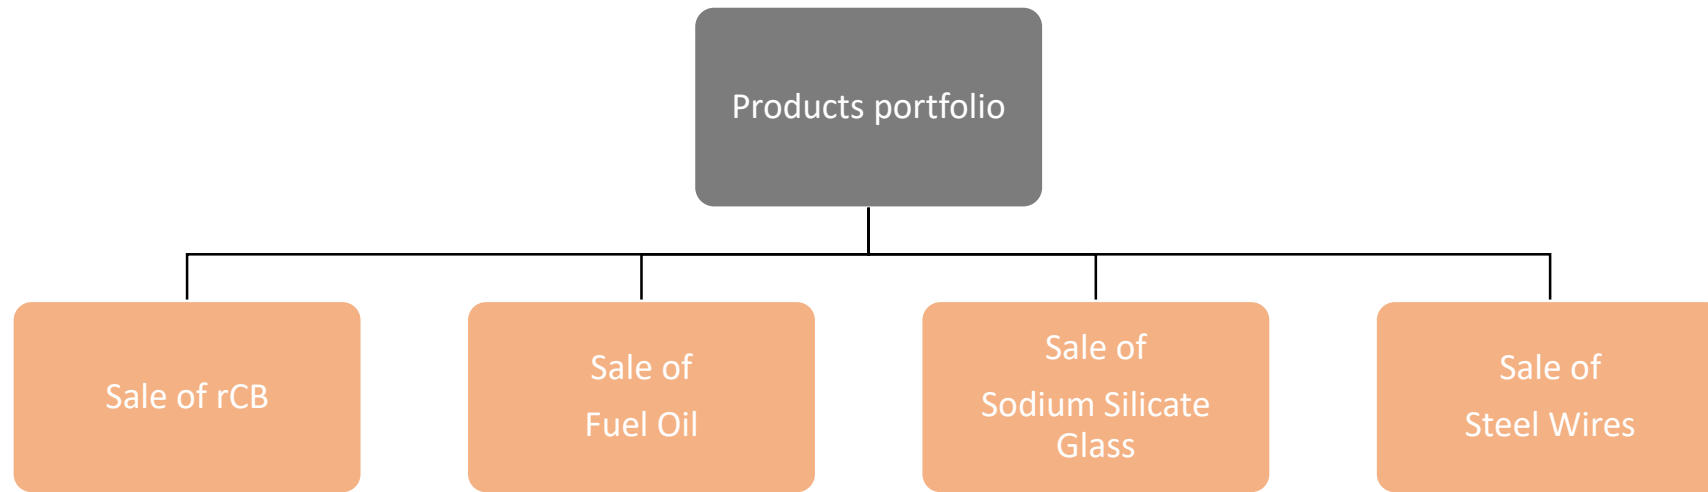 Products portfolio
Sale of rCB
Sale of
Fuel Oil
Sale of
Sodium Silicate
Glass
Sale of
Steel Wires